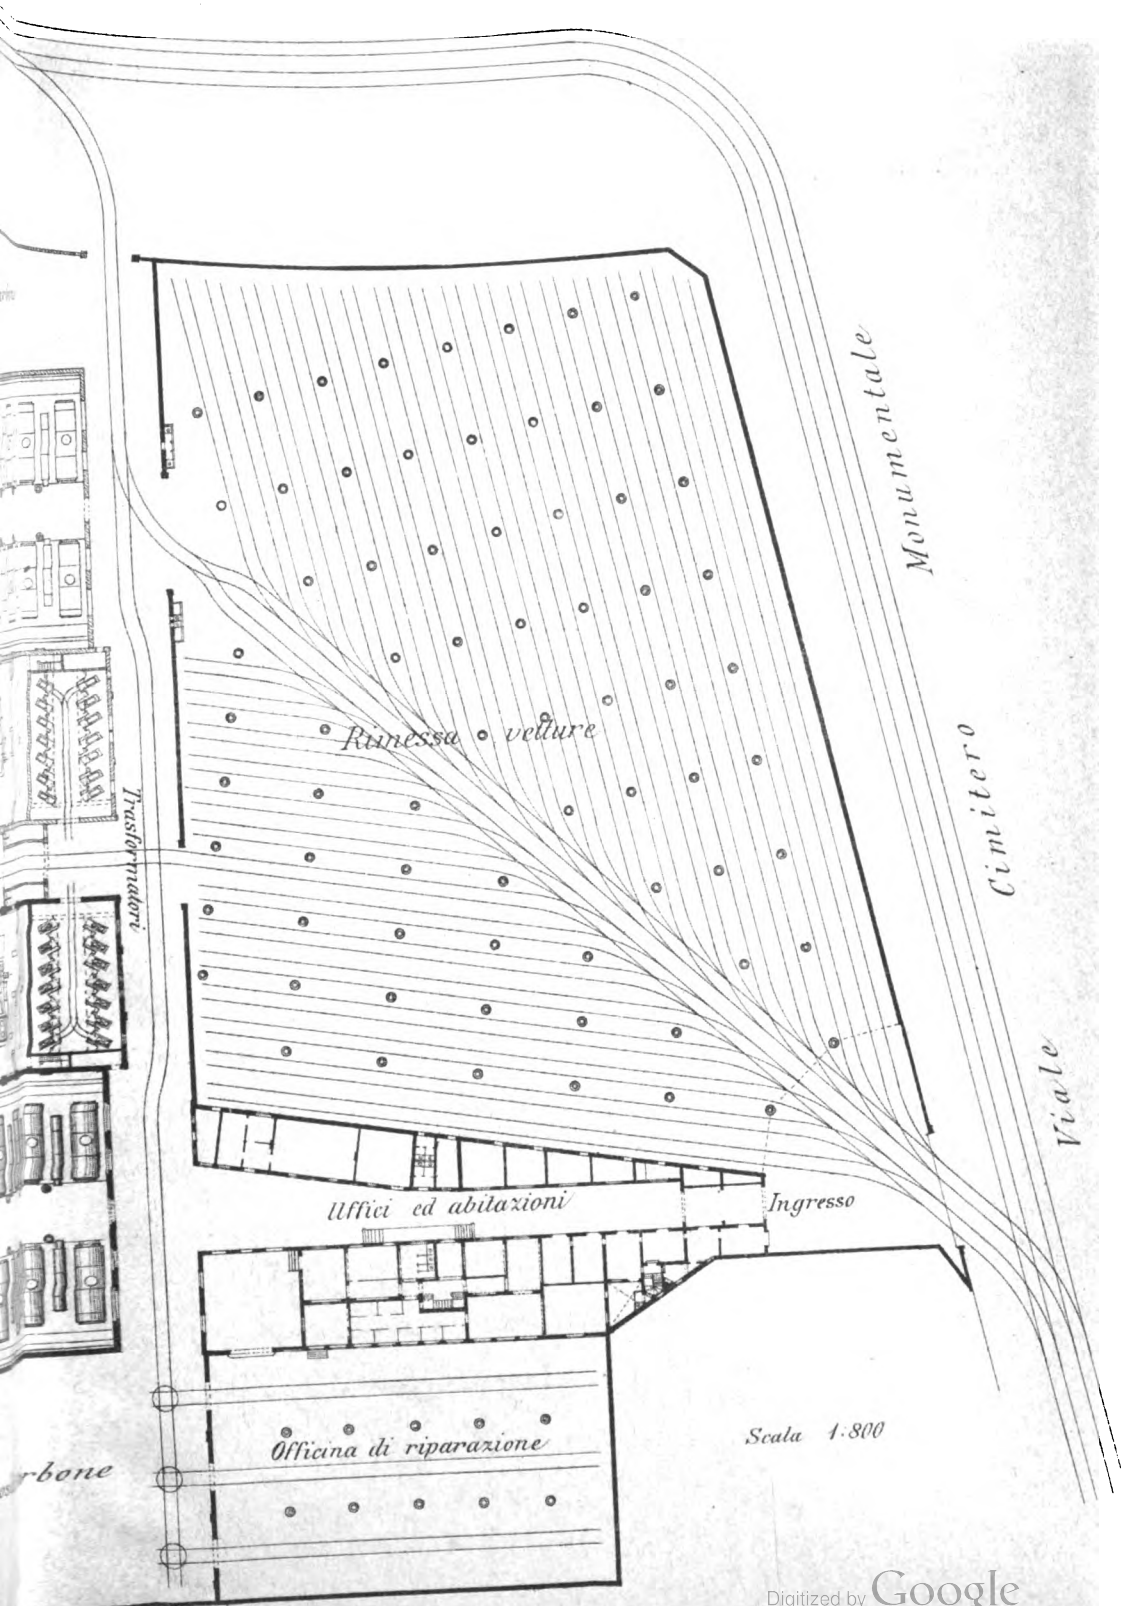 Monumentale
Cimitero
Viale
Rimessa vetture
Trasformatori
Uffici ed abitazioni
Ingresso
Officina di riparazione
Scala 1:800
rbone
Digitized by Google